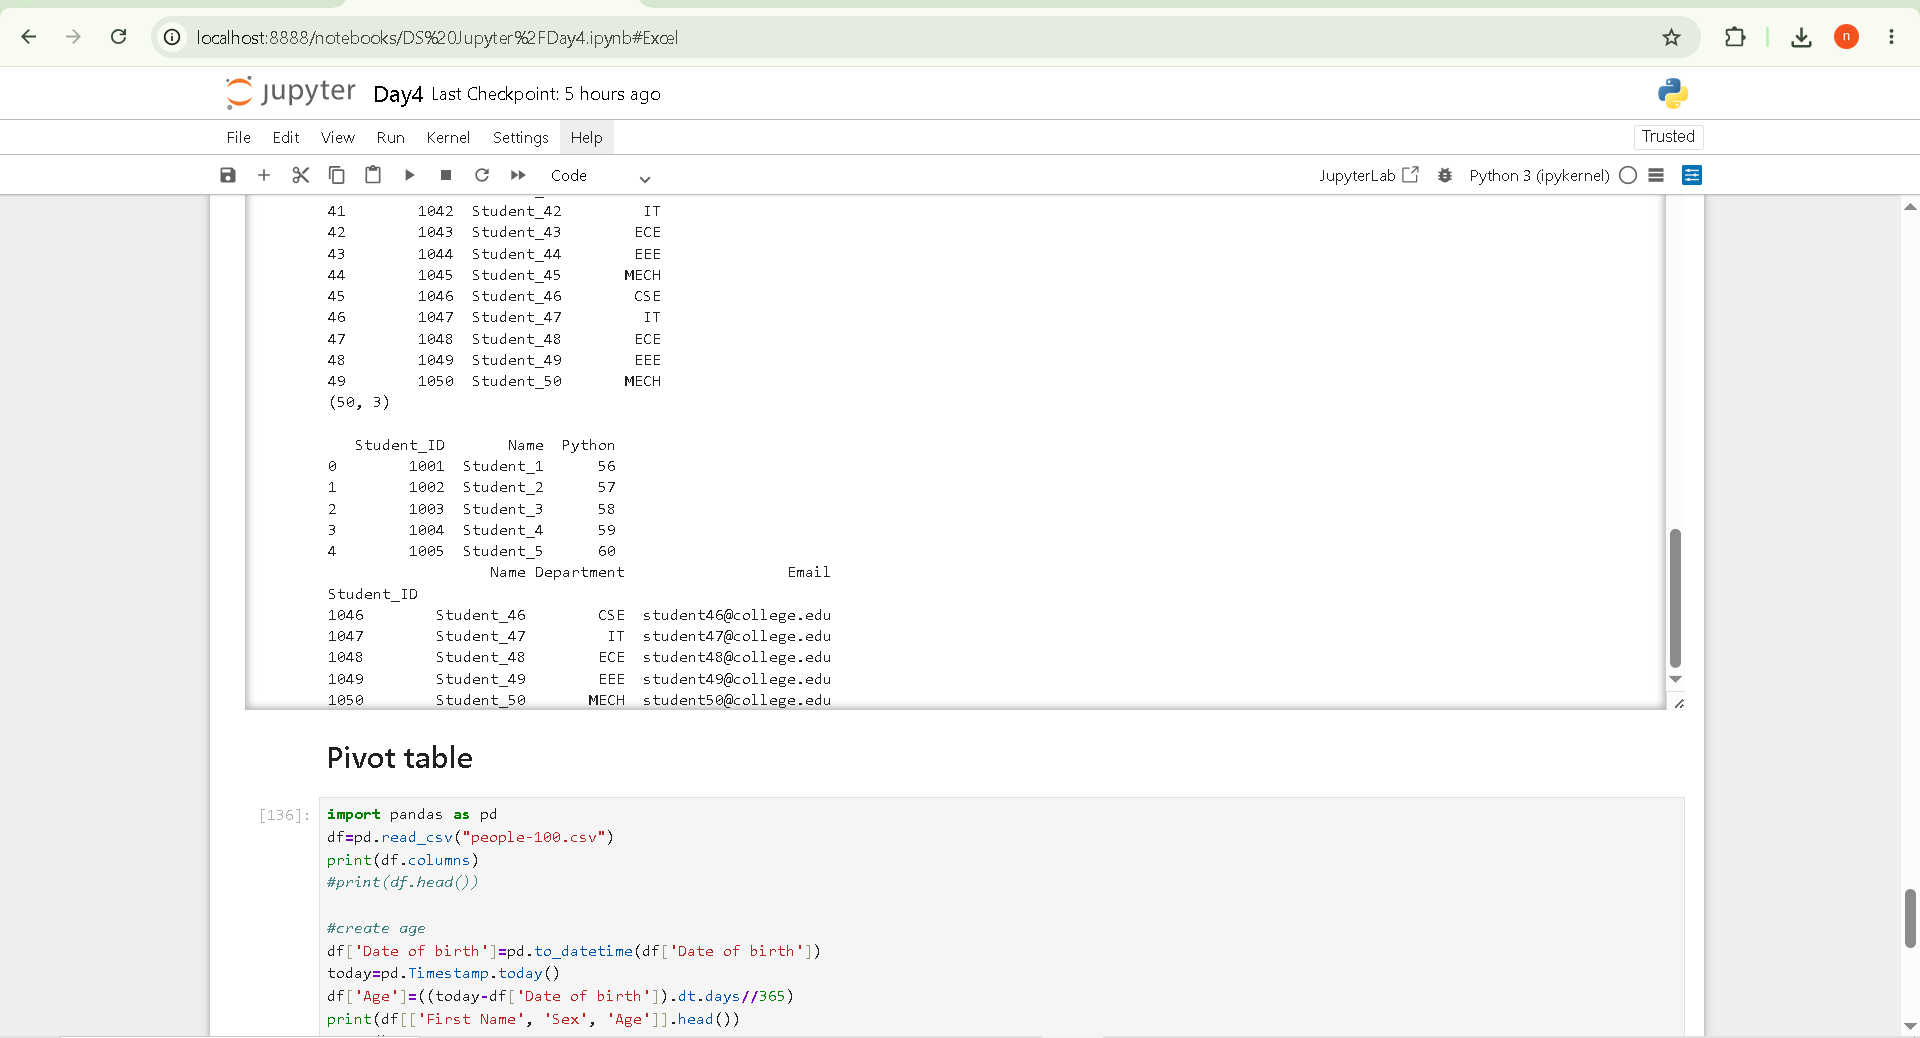 localhost:8888/notebooks/DS%20Jupyter%2FDay4.ipynb#Excel
n
jupyter Day4 Last Checkpoint: 5 hours ago
File Edit View Run Kernel Settings Help
Trusted
Code
JupyterLab
Python 3 (ipykernel)
41 1042 Student_42 IT
42 1043 Student_43 ECE
43 1044 Student_44 EEE
44 1045 Student_45 MECH
45 1046 Student_46 CSE
46 1047 Student_47 IT
47 1048 Student_48 ECE
48 1049 Student_49 EEE
49 1050 Student_50 MECH
(50, 3)
Student_ID Name Python
0 1001 Student_1 56
1 1002 Student_2 57
2 1003 Student_3 58
3 1004 Student_4 59
4 1005 Student_5 60
Name Department Email
Student_ID
1046 Student_46 CSE student46@college.edu
1047 Student_47 IT student47@college.edu
1048 Student_48 ECE student48@college.edu
1049 Student_49 EEE student49@college.edu
1050 Student_50 MECH student50@college.edu
Pivot table
[136]:
import pandas as pd
df=pd.read_csv("people-100.csv")
print(df.columns)
#print(df.head())
#create age
df['Date of birth']=pd.to_datetime(df['Date of birth'])
today=pd.Timestamp.today()
df['Age']=((today-df['Date of birth']).dt.days//365)
print(df[['First Name', 'Sex', 'Age']].head())